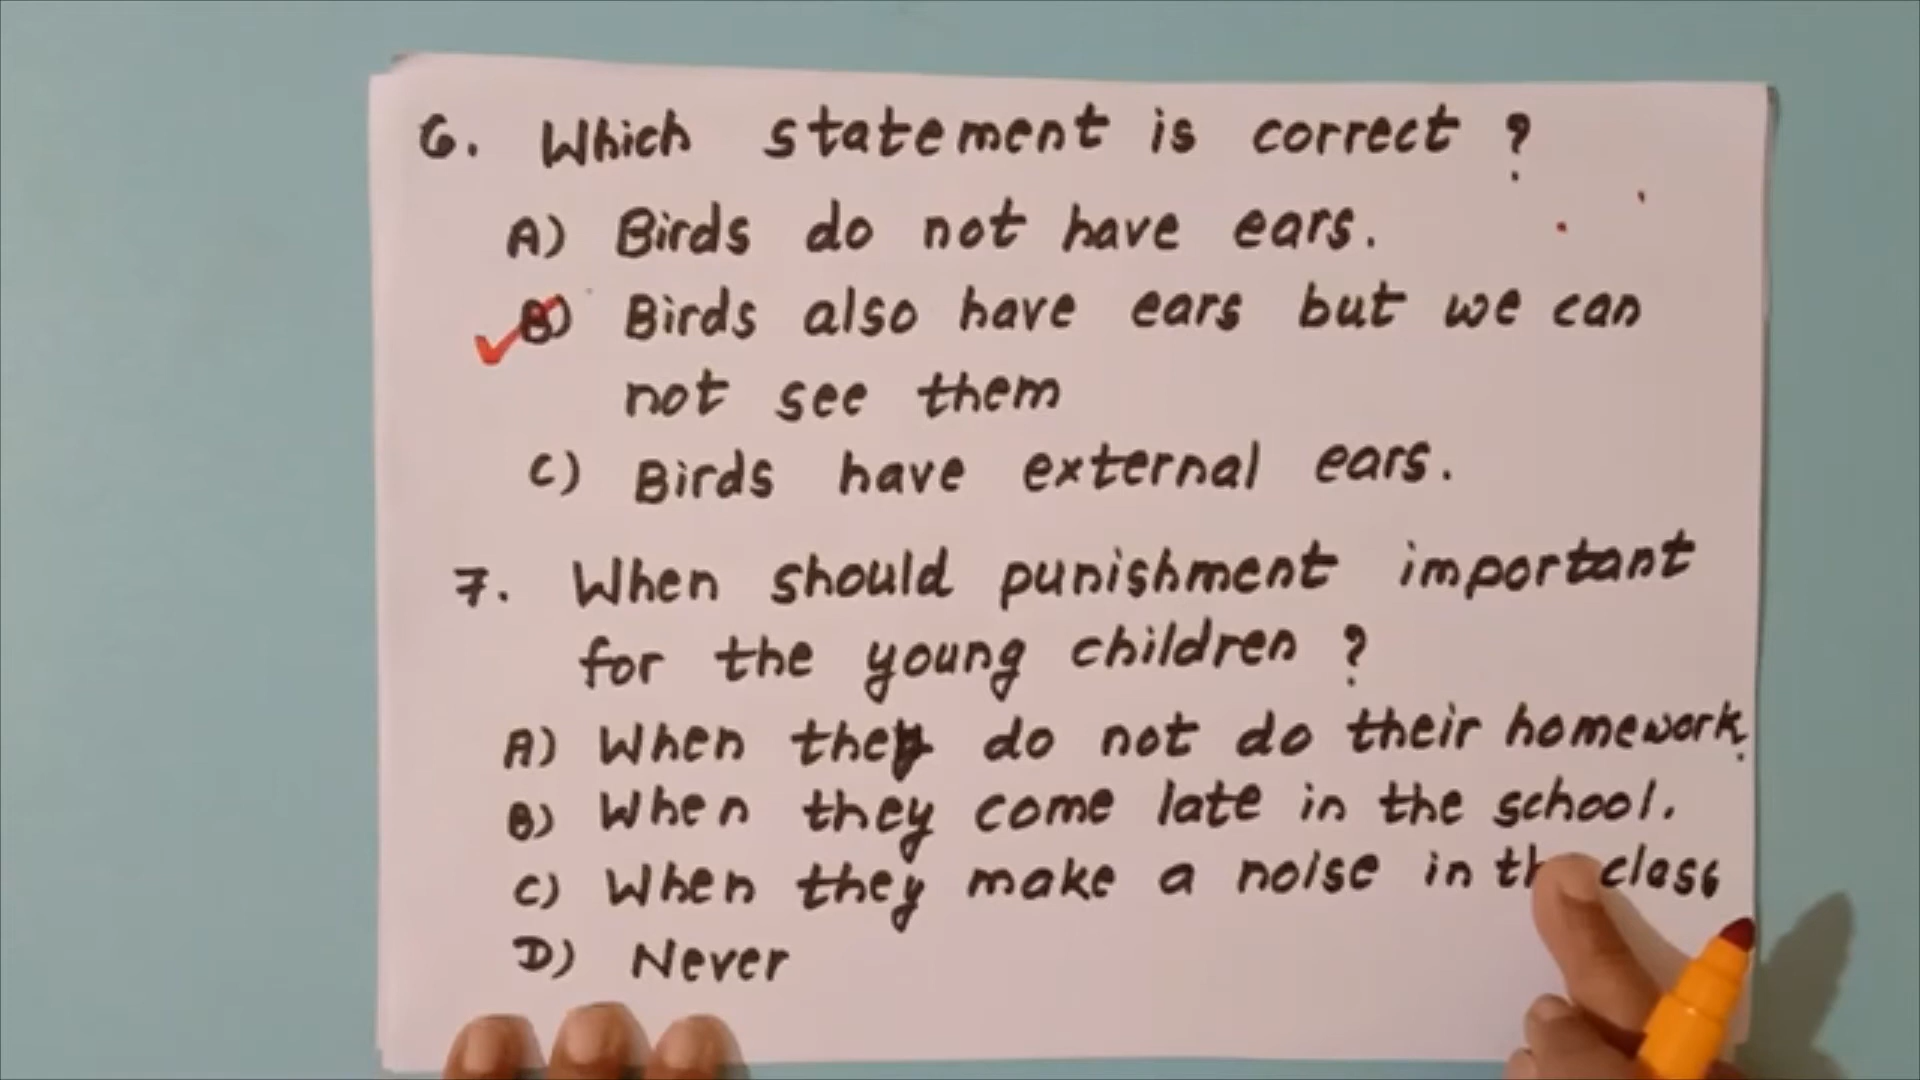 6. Which statement is correct ?
A) Birds do not have ears.
B) Birds also have ears but we can
not see them
C) Birds have external ears.
7. When should punishment important
for the young children ?
A) When they do not do their homework.
B) When they come late in the school.
C) When they make a noise in class
D) Never